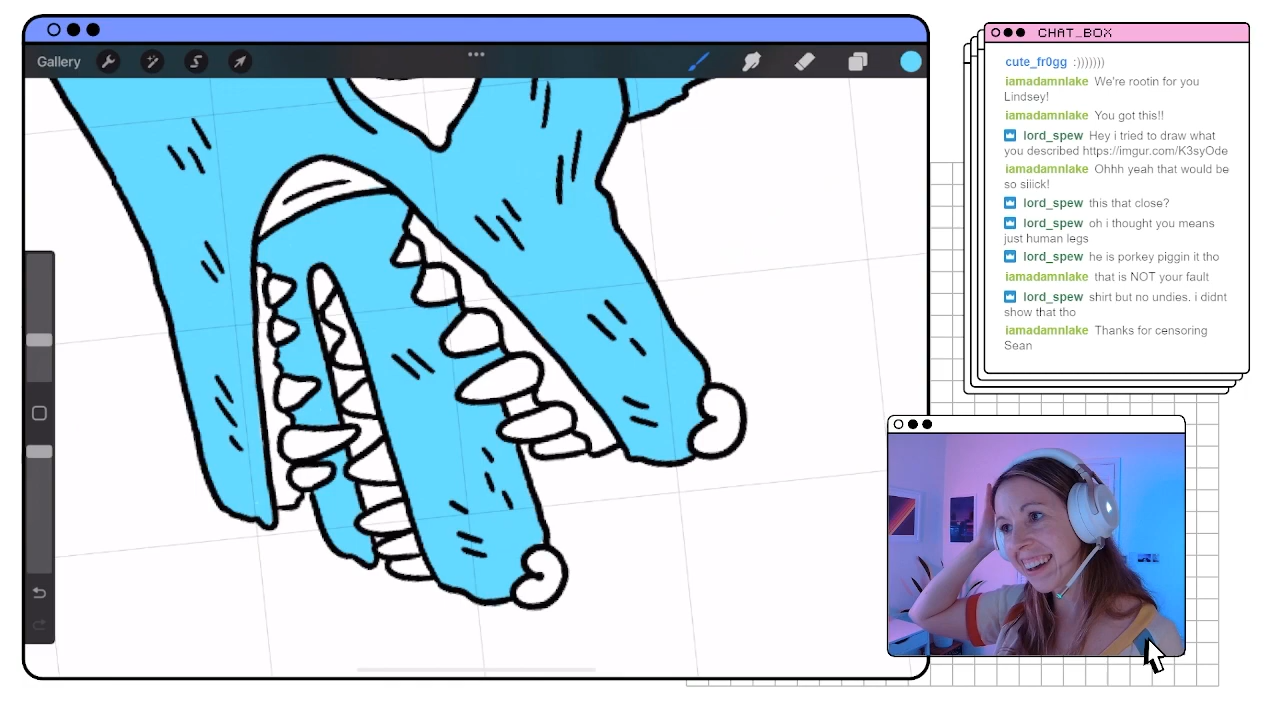 Gallery
CHAT_BOX
cute_fr0gg :)))))))
iamadamnlake We're rootin for you
Lindsey!
iamadamnlake You got this!!
lord_spew Hey i tried to draw what
you described https://imgur.com/K3syOde
iamadamnlake Ohhh yeah that would be
so siiick!
lord_spew this that close?
lord_spew oh i thought you means
just human legs
lord_spew he is porkey piggin it tho
iamadamnlake that is NOT your fault
lord_spew shirt but no undies. i didnt
show that tho
iamadamnlake Thanks for censoring
Sean